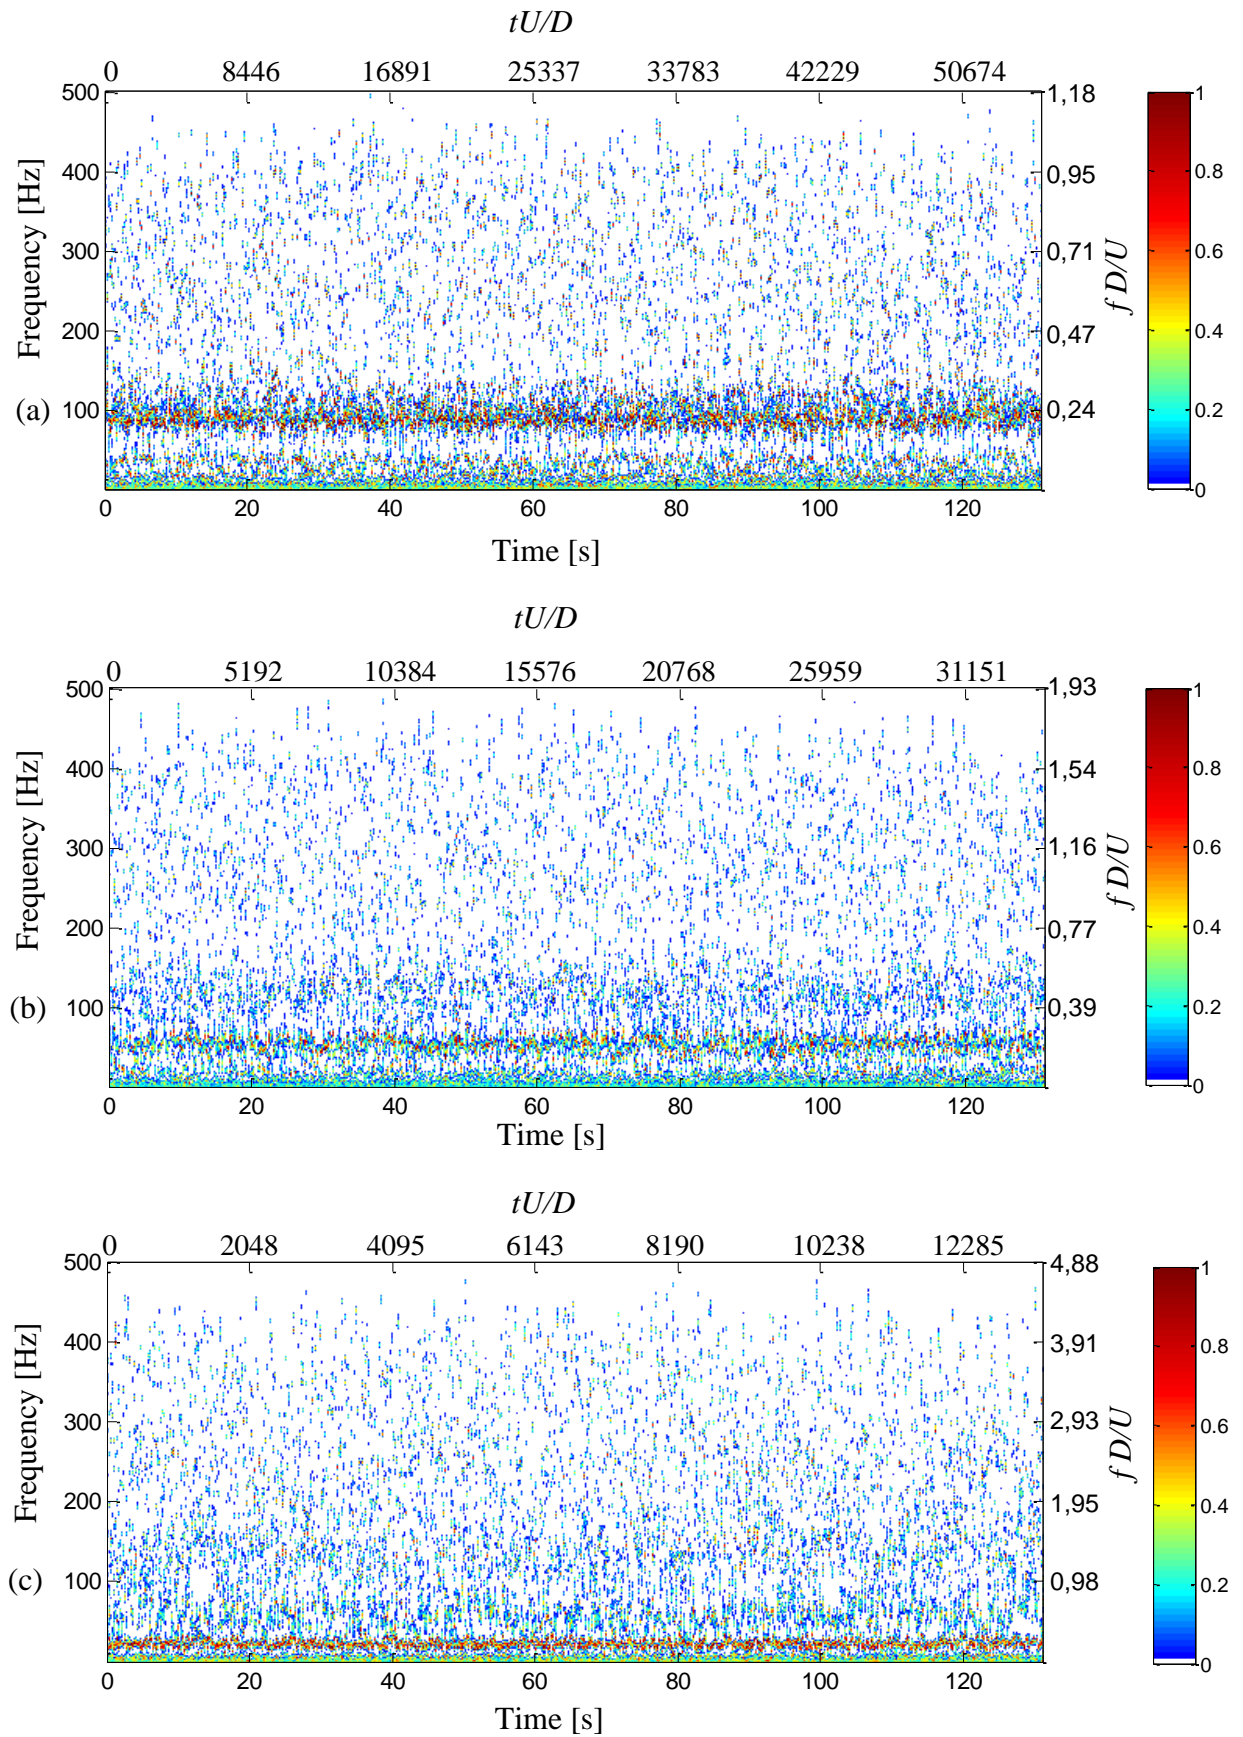 tU/D
0 8446 16891 25337 33783 42229 50674
500 1,18 1
400 0,95 0.8
300 0,71 0.6
200 0,47 0.4
100 0,24 0.2
0
Frequency [Hz]
f D/U
(a)
0 20 40 60 80 100 120
Time [s]
tU/D
0 5192 10384 15576 20768 25959 31151
500 1,93 1
400 1,54 0.8
300 1,16 0.6
200 0,77 0.4
100 0,39 0.2
0
Frequency [Hz]
f D/U
(b)
0 20 40 60 80 100 120
Time [s]
tU/D
0 2048 4095 6143 8190 10238 12285
500 4,88 1
400 3,91 0.8
300 2,93 0.6
200 1,95 0.4
100 0,98 0.2
0
Frequency [Hz]
f D/U
(c)
0 20 40 60 80 100 120
Time [s]